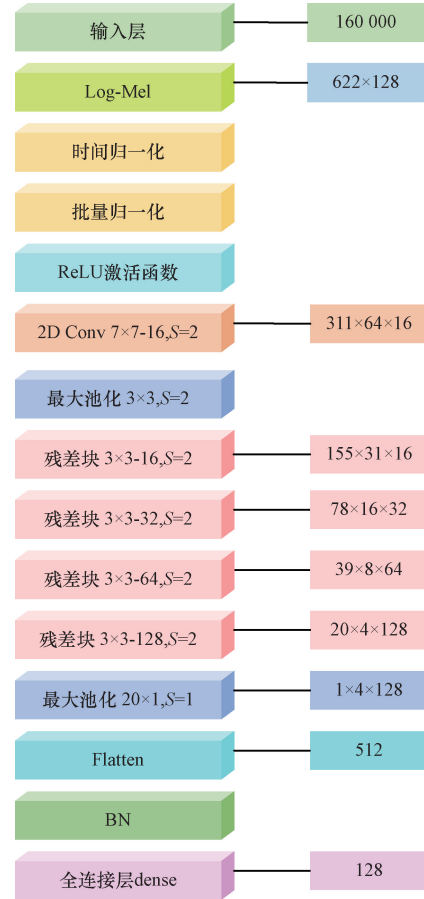 输入层 160 000
Log-Mel 622×128
时间归一化
批量归一化
ReLU激活函数
2D Conv 7×7-16,S=2 311×64×16
最大池化 3×3,S=2
残差块 3×3-16,S=2 155×31×16
残差块 3×3-32,S=2 78×16×32
残差块 3×3-64,S=2 39×8×64
残差块 3×3-128,S=2 20×4×128
最大池化 20×1,S=1 1×4×128
Flatten 512
BN
全连接层dense 128